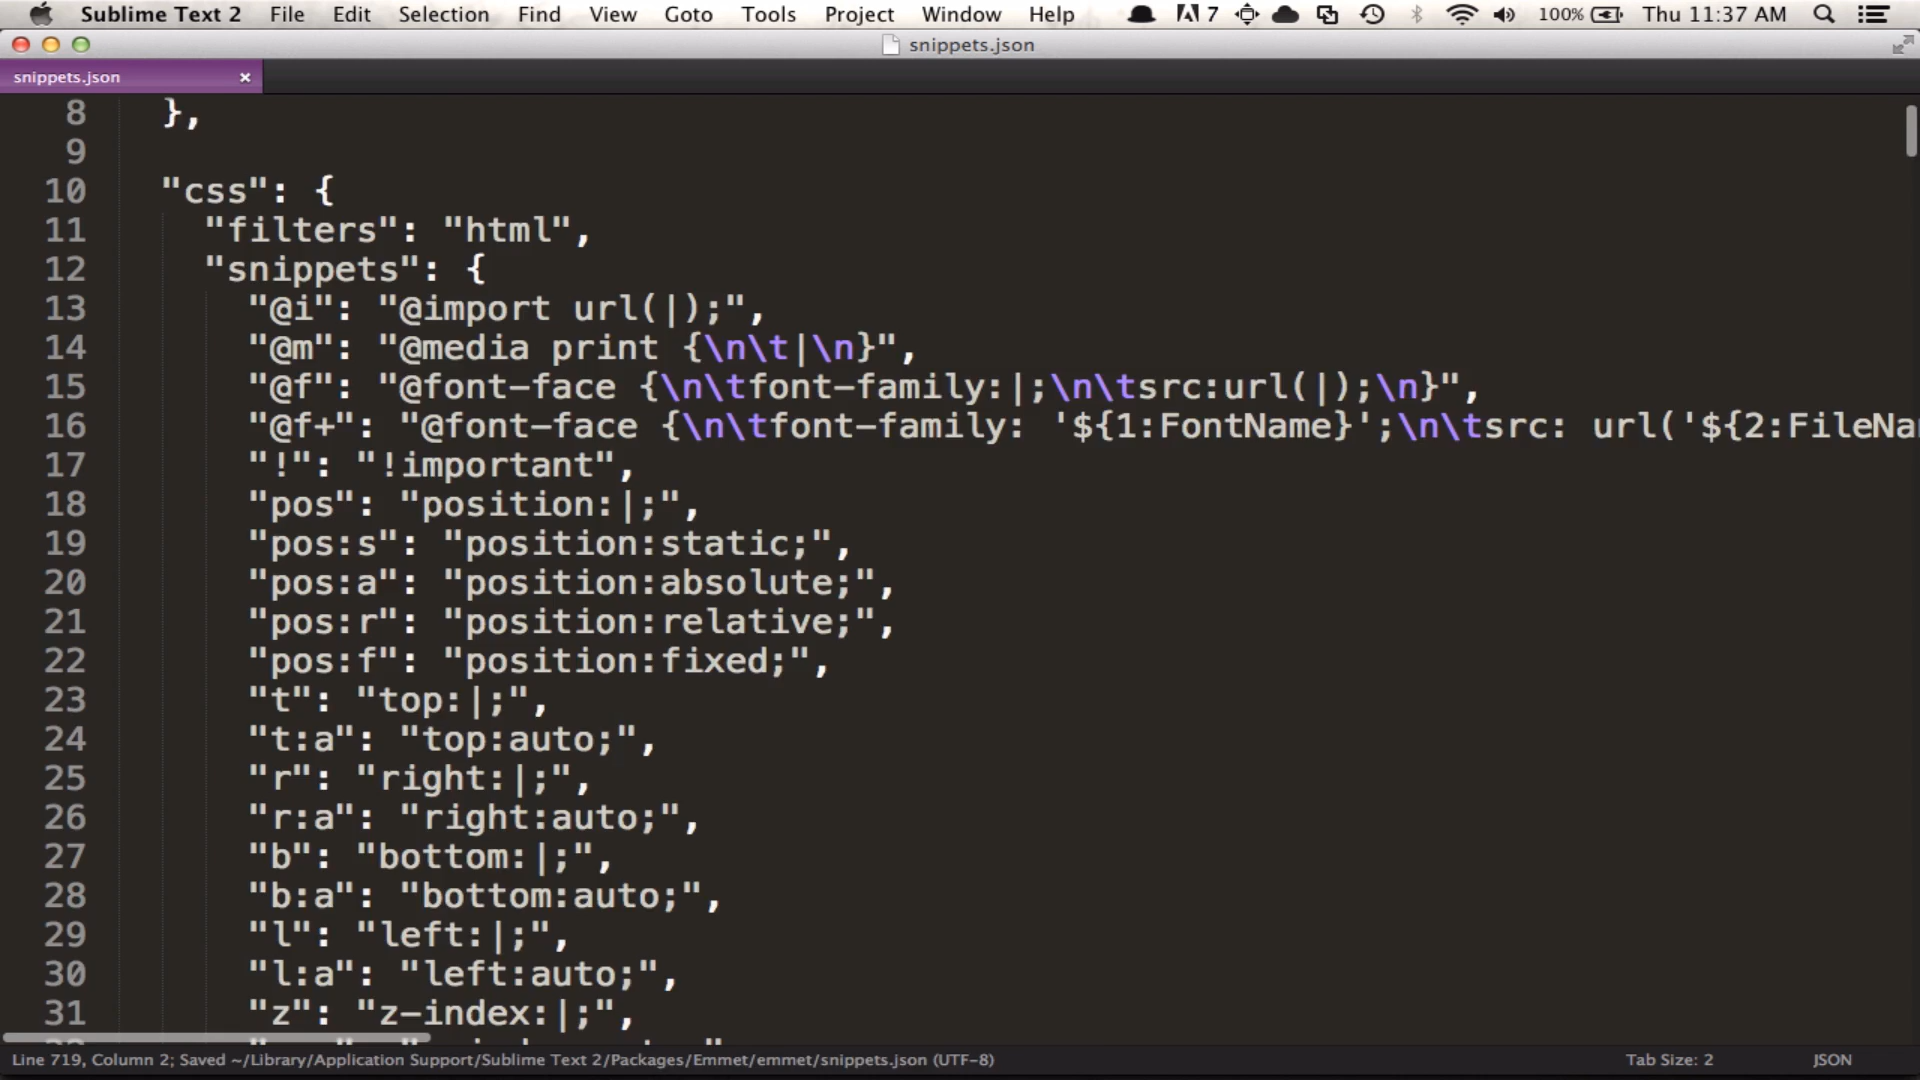 Sublime Text 2 File Edit Selection Find View Goto Tools Project Window Help 7 100% Thu 11:37 AM
snippets.json
snippets.json ×
8 },
9
10 "css": {
11 "filters": "html",
12 "snippets": {
13 "@i": "@import url(|);",
14 "@m": "@media print {\n\t|\n}",
15 "@f": "@font-face {\n\tfont-family:|;\n\tsrc:url(|);\n}",
16 "@f+": "@font-face {\n\tfont-family: '${1:FontName}';\n\tsrc: url('${2:FileNa
17 "!": "!important",
18 "pos": "position:|;",
19 "pos:s": "position:static;",
20 "pos:a": "position:absolute;",
21 "pos:r": "position:relative;",
22 "pos:f": "position:fixed;",
23 "t": "top:|;",
24 "t:a": "top:auto;",
25 "r": "right:|;",
26 "r:a": "right:auto;",
27 "b": "bottom:|;",
28 "b:a": "bottom:auto;",
29 "l": "left:|;",
30 "l:a": "left:auto;",
31 "z": "z-index:|;",
Line 719, Column 2; Saved ~/Library/Application Support/Sublime Text 2/Packages/Emmet/emmet/snippets.json (UTF-8) Tab Size: 2 JSON